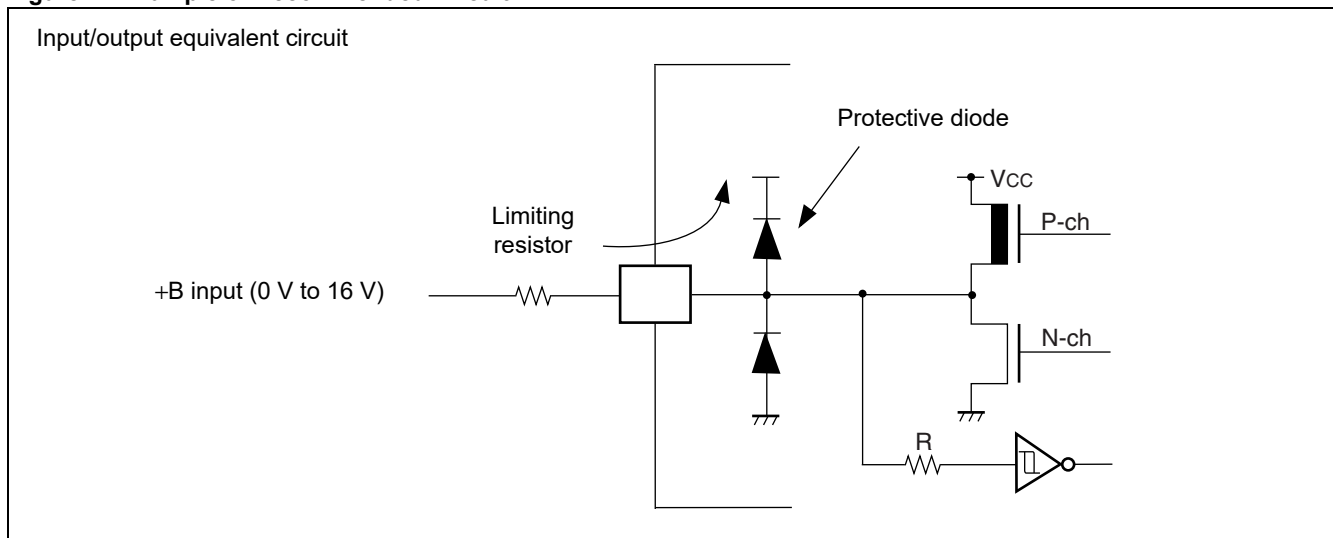 Input/output equivalent circuit
Protective diode
VCC
Limiting
resistor
P-ch
+B input (0 V to 16 V)
N-ch
R